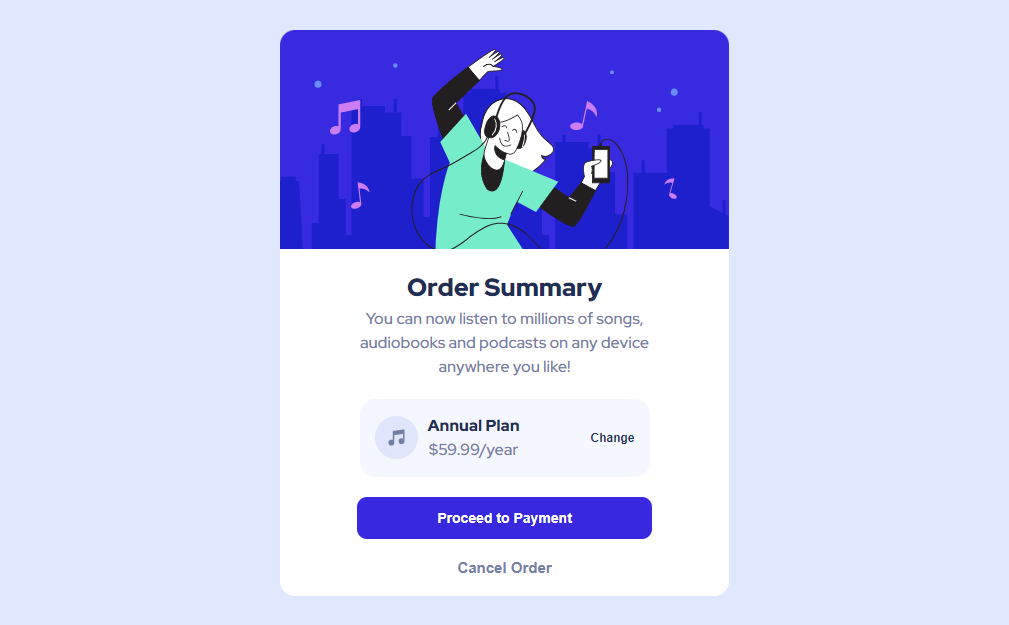 Order Summary
You can now listen to millions of songs,
audiobooks and podcasts on any device
anywhere you like!
Annual Plan
$59.99/year
Change
Proceed to Payment
Cancel Order